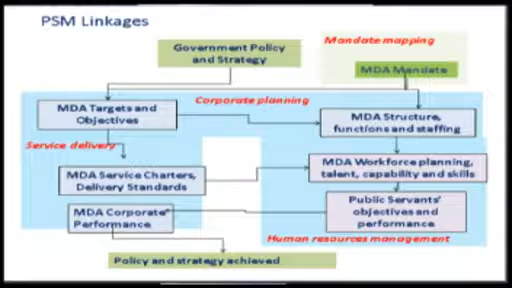 PSM Linkages
Government Policy
and Strategy
Mandate mapping
MDA Mandate
MDA Targets and
Objectives
Corporate planning
MDA Structure,
functions and staffing
Service delivery
MDA Service Charters,
Delivery Standards
MDA Workforce planning,
talent, capability and skills
MDA Corporate
Performance
Public Servants'
objectives and
performance
Human resources management
Policy and strategy achieved